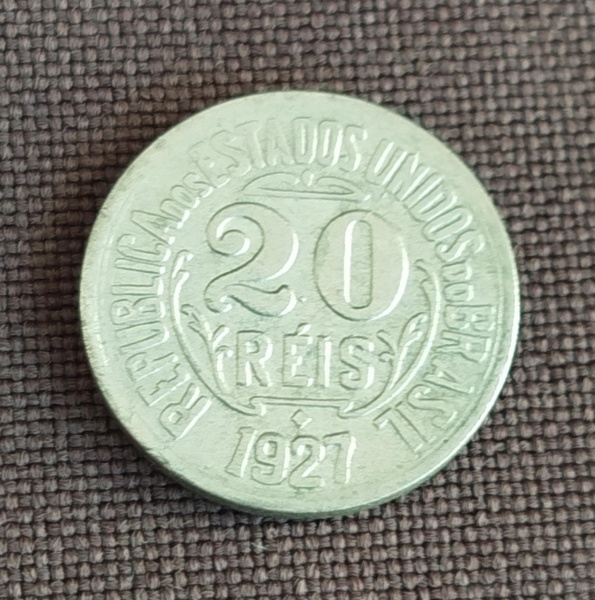 REPUBLICA DOS ESTADOS UNIDOS DO BRASIL
20
RÉIS
1927